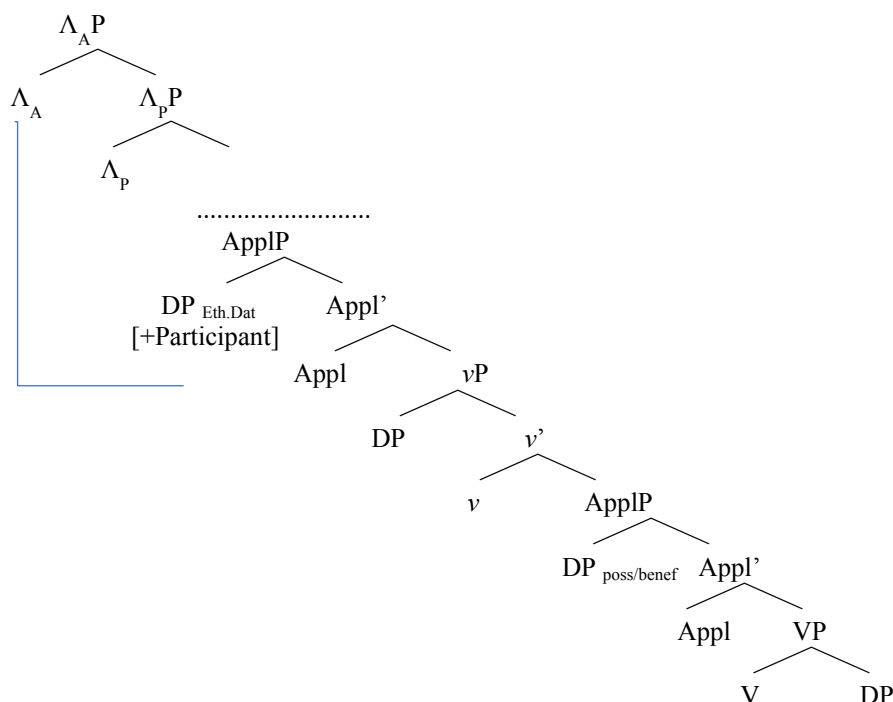 Λ_A P
Λ_A Λ_P P
Λ_P
........................
ApplP
DP Eth.Dat Appl’
[+Participant]
Appl vP
DP v’
v ApplP
DP poss/benef Appl’
Appl VP
V DP